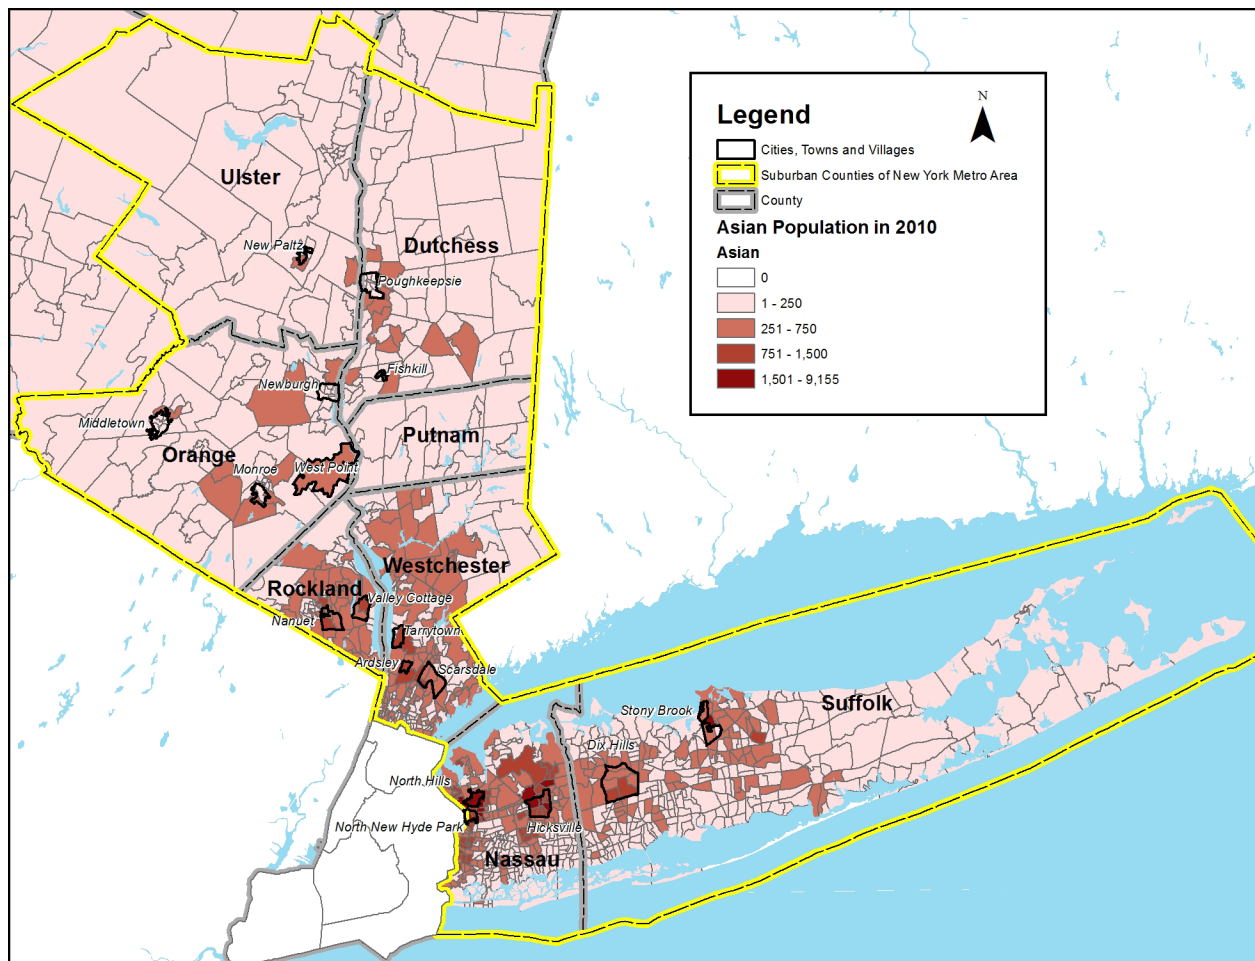 N
Legend
Cities, Towns and Villages
Suburban Counties of New York Metro Area
County
Asian Population in 2010
Asian
0
1 - 250
251 - 750
751 - 1,500
1,501 - 9,155
Ulster
New Paltz
Dutchess
Poughkeepsie
Fishkill
Newburgh
Middletown
Orange
Putnam
Monroe
West Point
Westchester
Rockland
Valley Cottage
Nanuet
Tarrytown
Ardsley
Scarsdale
Suffolk
Stony Brook
Dix Hills
North Hills
North New Hyde Park
Hicksville
Nassau